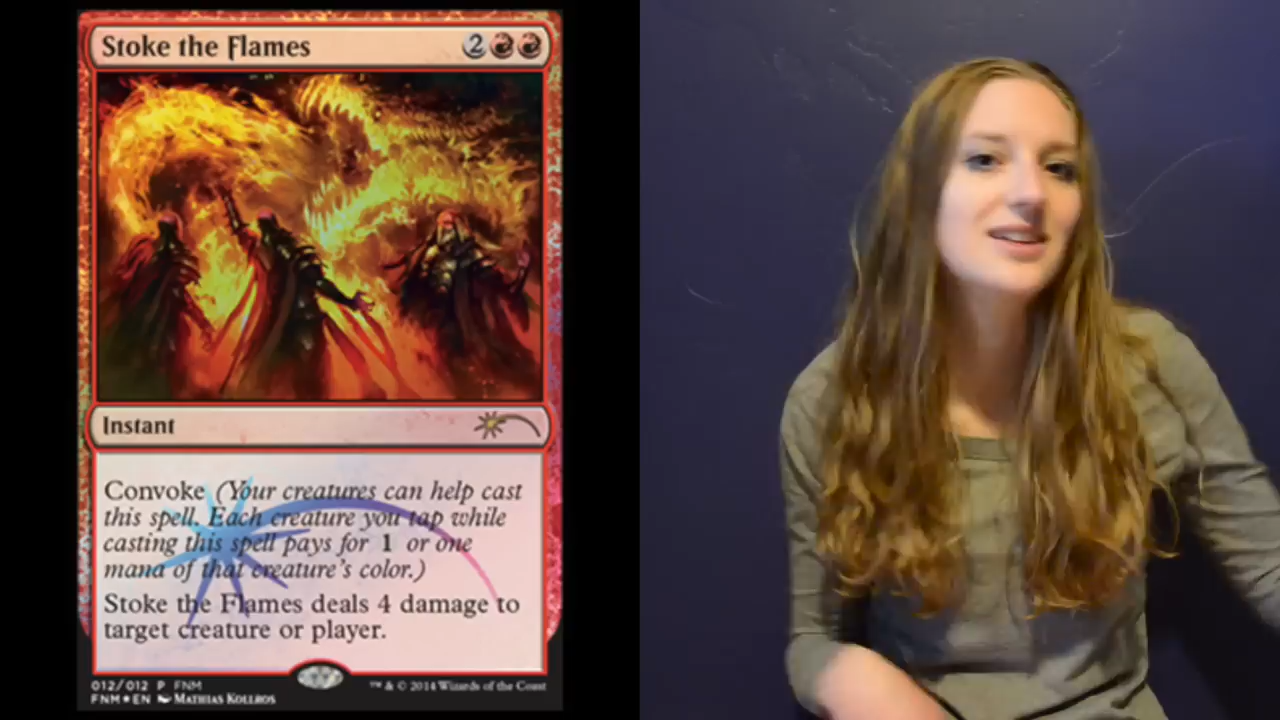 Stoke the Flames 2
Instant
Convoke (Your creatures can help cast
this spell. Each creature you tap while
casting this spell pays for 1 or one
mana of that creature's color.)
Stoke the Flames deals 4 damage to
target creature or player.
012/012 P FNM
™ & © 2014 Wizards of the Coast
FNM★EN Mathias Kollros